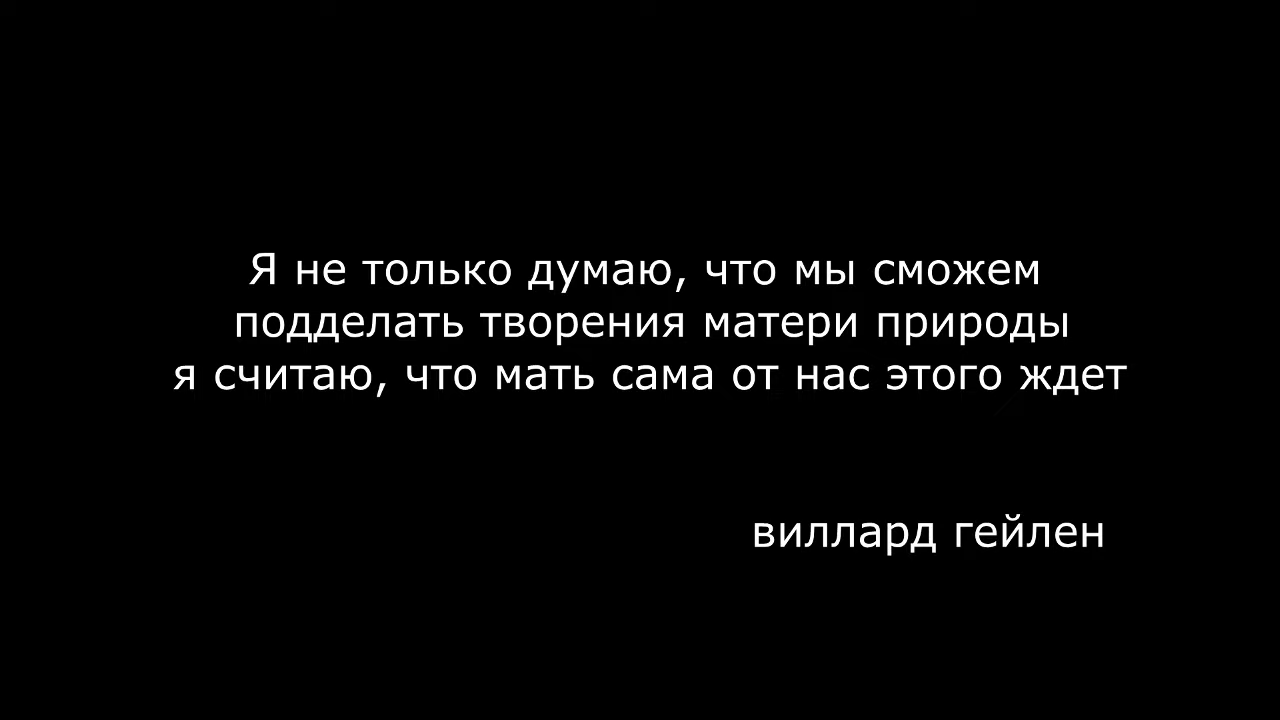 Я не только думаю, что мы сможем
подделать творения матери природы
я считаю, что мать сама от нас этого ждет
виллард гейлен